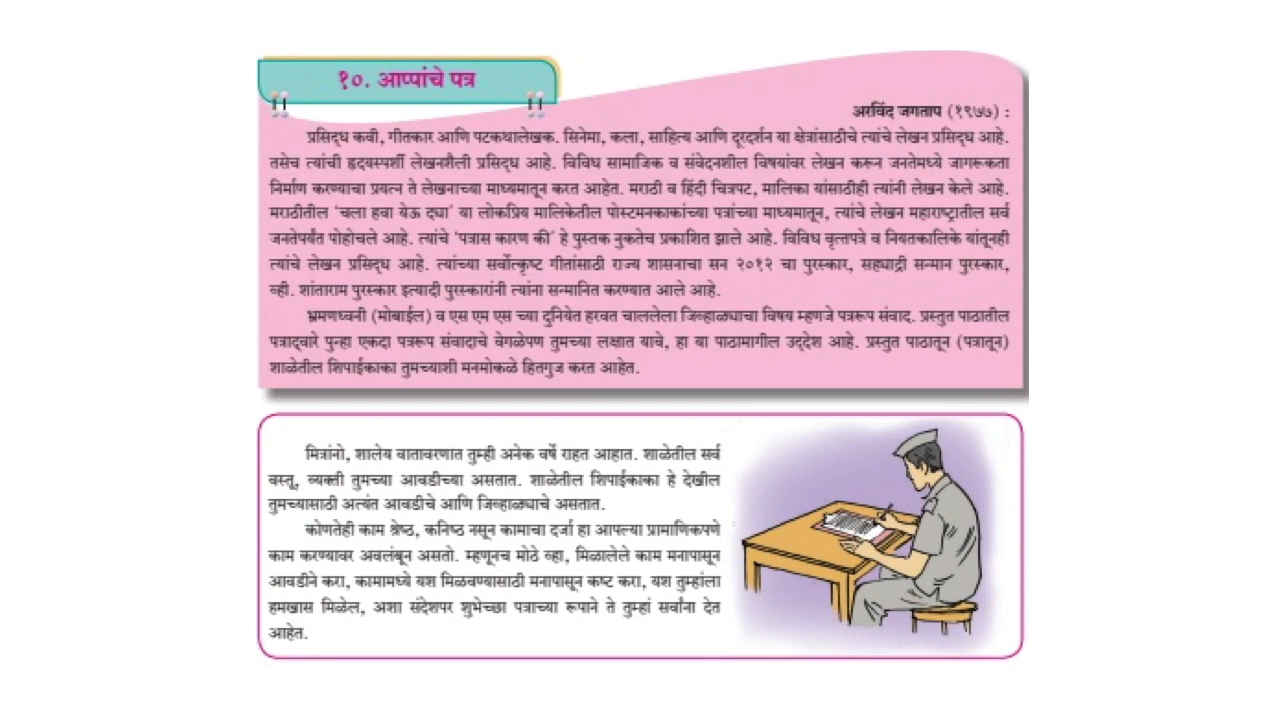 १०. आप्पांचे पत्र
अरविंद जगताप (१९७७) :
प्रसिद्ध कवी, गीतकार आणि पटकथालेखक. सिनेमा, कला, साहित्य आणि दूरदर्शन या क्षेत्रांसाठीचे त्यांचे लेखन प्रसिद्ध आहे.
तसेच त्यांची हृदयस्पर्शी लेखनशैली प्रसिद्ध आहे. विविध सामाजिक व संवेदनशील विषयांवर लेखन करून जनतेमध्ये जागरूकता
निर्माण करण्याचा प्रयत्न ते लेखनाच्या माध्यमातून करत आहेत. मराठी व हिंदी चित्रपट, मालिका यांसाठीही त्यांनी लेखन केले आहे.
मराठीतील 'चला हवा येऊ द्या' या लोकप्रिय मालिकेतील पोस्टमनकाकांच्या पत्रांच्या माध्यमातून, त्यांचे लेखन महाराष्ट्रातील सर्व
जनतेपर्यंत पोहोचले आहे. त्यांचे 'पत्रास कारण की' हे पुस्तक नुकतेच प्रकाशित झाले आहे. विविध वृत्तपत्रे व नियतकालिके यांतूनही
त्यांचे लेखन प्रसिद्ध आहे. त्यांच्या सर्वोत्कृष्ट गीतांसाठी राज्य शासनाचा सन २०१२ चा पुरस्कार, सह्याद्री सन्मान पुरस्कार,
व्ही. शांताराम पुरस्कार इत्यादी पुरस्कारांनी त्यांना सन्मानित करण्यात आले आहे.
भ्रमणध्वनी (मोबाईल) व एस एम एस च्या दुनियेत हरवत चाललेला जिव्हाळ्याचा विषय म्हणजे पत्ररूप संवाद. प्रस्तुत पाठातील
पत्राद्वारे पुन्हा एकदा पत्ररूप संवादाचे वेगळेपण तुमच्या लक्षात यावे, हा या पाठामागील उद्देश आहे. प्रस्तुत पाठातून (पत्रातून)
शाळेतील शिपाईकाका तुमच्याशी मनमोकळे हितगुज करत आहेत.
मित्रांनो, शालेय वातावरणात तुम्ही अनेक वर्षे राहत आहात. शाळेतील सर्व
वस्तू, व्यक्ती तुमच्या आवडीच्या असतात. शाळेतील शिपाईकाका हे देखील
तुमच्यासाठी अत्यंत आवडीचे आणि जिव्हाळ्याचे असतात.
कोणतेही काम श्रेष्ठ, कनिष्ठ नसून कामाचा दर्जा हा आपल्या प्रामाणिकपणे
काम करण्यावर अवलंबून असतो. म्हणूनच मोठे व्हा, मिळालेले काम मनापासून
आवडीने करा, कामामध्ये यश मिळवण्यासाठी मनापासून कष्ट करा, यश तुम्हांला
हमखास मिळेल, अशा संदेशपर शुभेच्छा पत्राच्या रूपाने ते तुम्हां सर्वांना देत
आहेत.